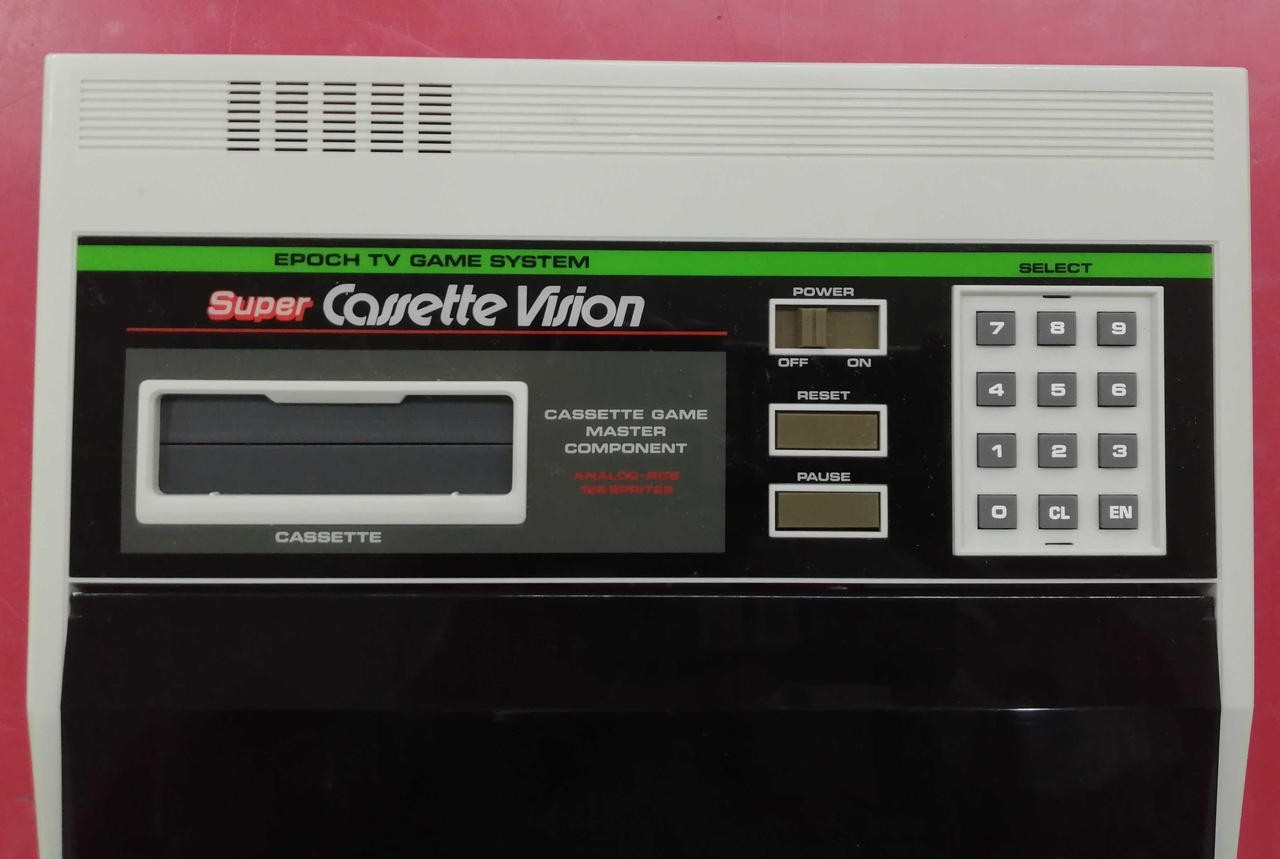 EPOCH TV GAME SYSTEM
Super Cassette Vision
CASSETTE GAME
MASTER
COMPONENT
ANALOG-RGB
128 SPRITES
CASSETTE
POWER
OFF ON
RESET
PAUSE
SELECT
7 8 9
4 5 6
1 2 3
0 CL EN